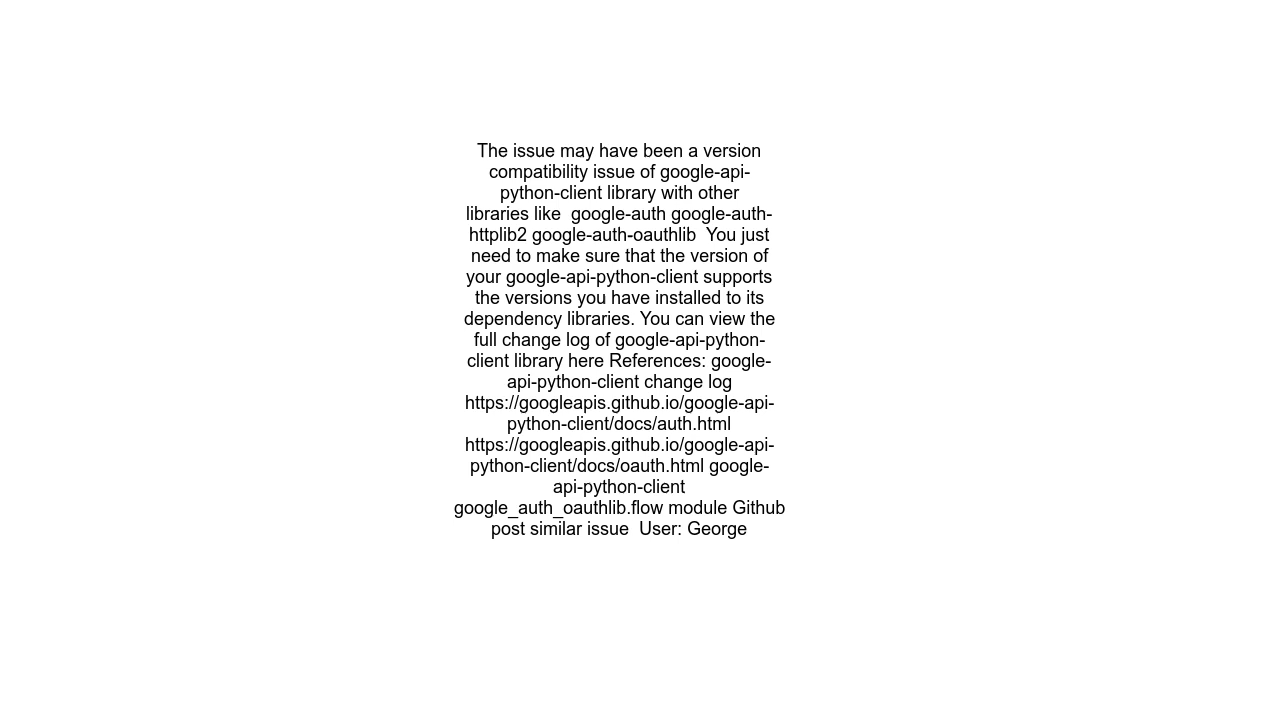 The issue may have been a version
compatibility issue of google-api-
python-client library with other
libraries like  google-auth google-auth-
httplib2 google-auth-oauthlib  You just
need to make sure that the version of
your google-api-python-client supports
the versions you have installed to its
dependency libraries. You can view the
full change log of google-api-python-
client library here References: google-
api-python-client change log
https://googleapis.github.io/google-api-
python-client/docs/auth.html
https://googleapis.github.io/google-api-
python-client/docs/oauth.html google-
api-python-client
google_auth_oauthlib.flow module Github
post similar issue  User: George